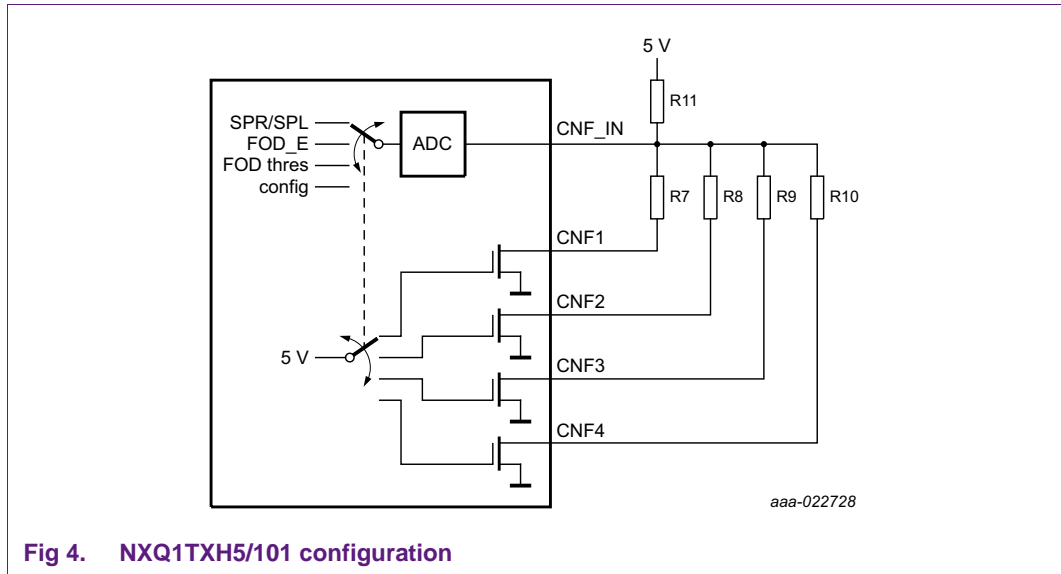 5 V
R11
SPR/SPL
FOD_E
FOD thres
config
ADC
CNF_IN
R7
R8
R9
R10
CNF1
CNF2
5 V
CNF3
CNF4
aaa-022728
Fig 4. NXQ1TXH5/101 configuration